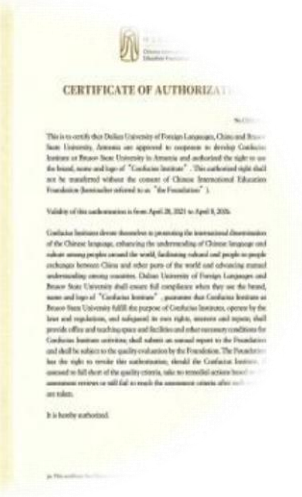 Chinese International
Education Foundation
CERTIFICATE OF AUTHORIZAT
This is to certify that Dalian University of Foreign Languages, China and Brusov
State University, Armenia are approved to cooperate to develop Confucius
Institute at Brusov State University in Armenia and authorized the right to use
the brand, name and logo of "Confucius Institute". This authorized right shall
not be transferred without the consent of Chinese International Education
Foundation (hereinafter referred to as "the Foundation").
Validity of this authorization is from April 2021 to April 2026.
Confucius Institutes devote themselves to promoting the international dissemination
of the Chinese language, enhancing the understanding of Chinese language and
culture among peoples around the world, facilitating cultural and people to people
exchanges between China and other parts of the world and advancing mutual
understanding among countries. Dalian University of Foreign Languages and
Brusov State University shall ensure full compliance when they use the brand,
name and logo of "Confucius Institute", guarantee that Confucius Institute at
Brusov State University fulfill the purpose of Confucius Institutes, operate by the
laws and regulations, and safeguard its own rights, interests and repute; shall
provide office and teaching space and facilities and other necessary conditions for
Confucius Institute activities; shall submit an annual report to the Foundation
and shall be subject to the quality evaluation by the Foundation. The Foundation
has the right to revoke this authorization, should the Confucius Institute
assessed to fall short of the quality criteria, take no remedial actions based
assessment reviews or still fail to reach the assessment criteria after such
are taken.
It is hereby authorized.